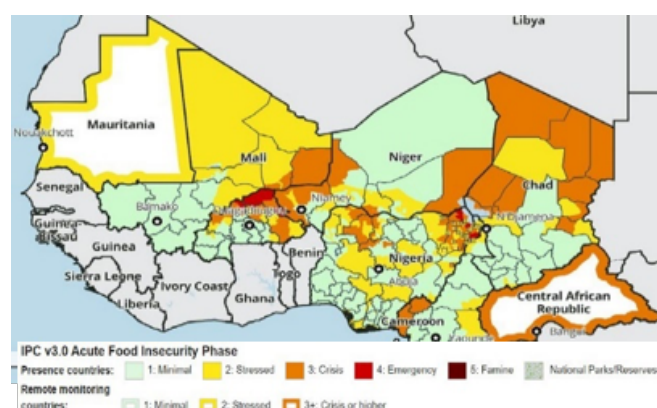 Libya
Mauritania
Nouakchott
Mali
Niger
Chad
Senegal
Bamako
Niamey
N'Djamena
Guinea
Benin
Nigeria
Abuja
Sierra Leone
Ivory Coast
Togo
Ghana
Liberia
Cameroon
Central African
Republic
IPC v3.0 Acute Food Insecurity Phase
Presence countries: 1: Minimal 2: Stressed 3: Crisis 4: Emergency 5: Famine National Parks/Reserves
Remote monitoring
countries: 1: Minimal 2: Stressed 3+: Crisis or higher